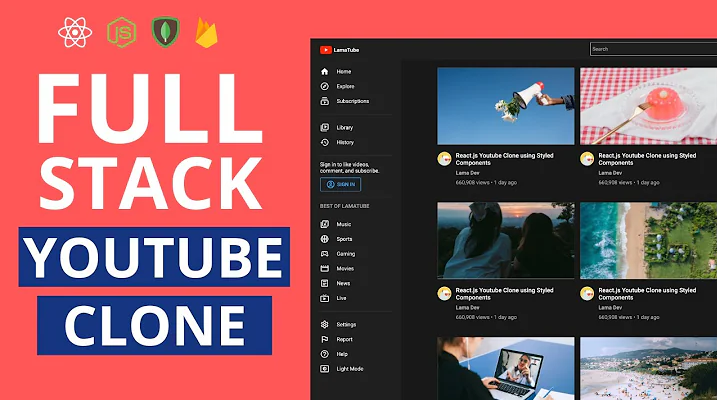 JS
FULL
STACK
YOUTUBE
CLONE
LamaTube
Search
Home
Explore
Subscriptions
Library
History
Sign in to like videos,
comment, and subscribe.
SIGN IN
BEST OF LAMATUBE
Music
Sports
Gaming
Movies
News
Live
Settings
Report
Help
Light Mode
React.js Youtube Clone using Styled
Components
Lama Dev
660,908 views • 1 day ago
React.js Youtube Clone using Styled
Components
Lama Dev
660,908 views • 1 day ago
React.js Youtube Clone using Styled
Components
Lama Dev
660,908 views • 1 day ago
React.js Youtube Clone using Styled
Components
Lama Dev
660,908 views • 1 day ago